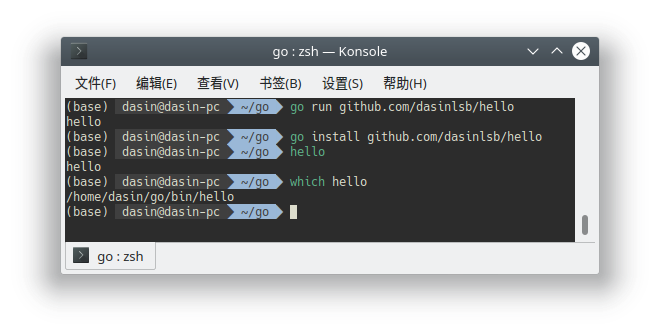 go : zsh — Konsole
文件(F) 编辑(E) 查看(V) 书签(B) 设置(S) 帮助(H)
(base) dasin@dasin-pc ~/go go run github.com/dasinlsb/hello
hello
(base) dasin@dasin-pc ~/go go install github.com/dasinlsb/hello
(base) dasin@dasin-pc ~/go hello
hello
(base) dasin@dasin-pc ~/go which hello
/home/dasin/go/bin/hello
(base) dasin@dasin-pc ~/go
go : zsh